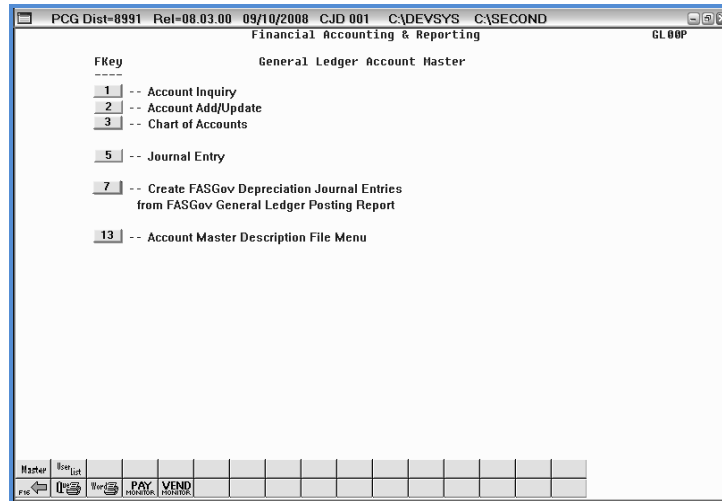 PCG Dist=8991 Rel=08.03.00 09/10/2008 CJD 001 C:\DEVSYS C:\SECOND
Financial Accounting & Reporting GL00P
FKey General Ledger Account Master
----
1 -- Account Inquiry
2 -- Account Add/Update
3 -- Chart of Accounts
5 -- Journal Entry
7 -- Create FASGov Depreciation Journal Entries
from FASGov General Ledger Posting Report
13 -- Account Master Description File Menu
Master User List
F16 Que Word PAY MONITOR VEND MONITOR